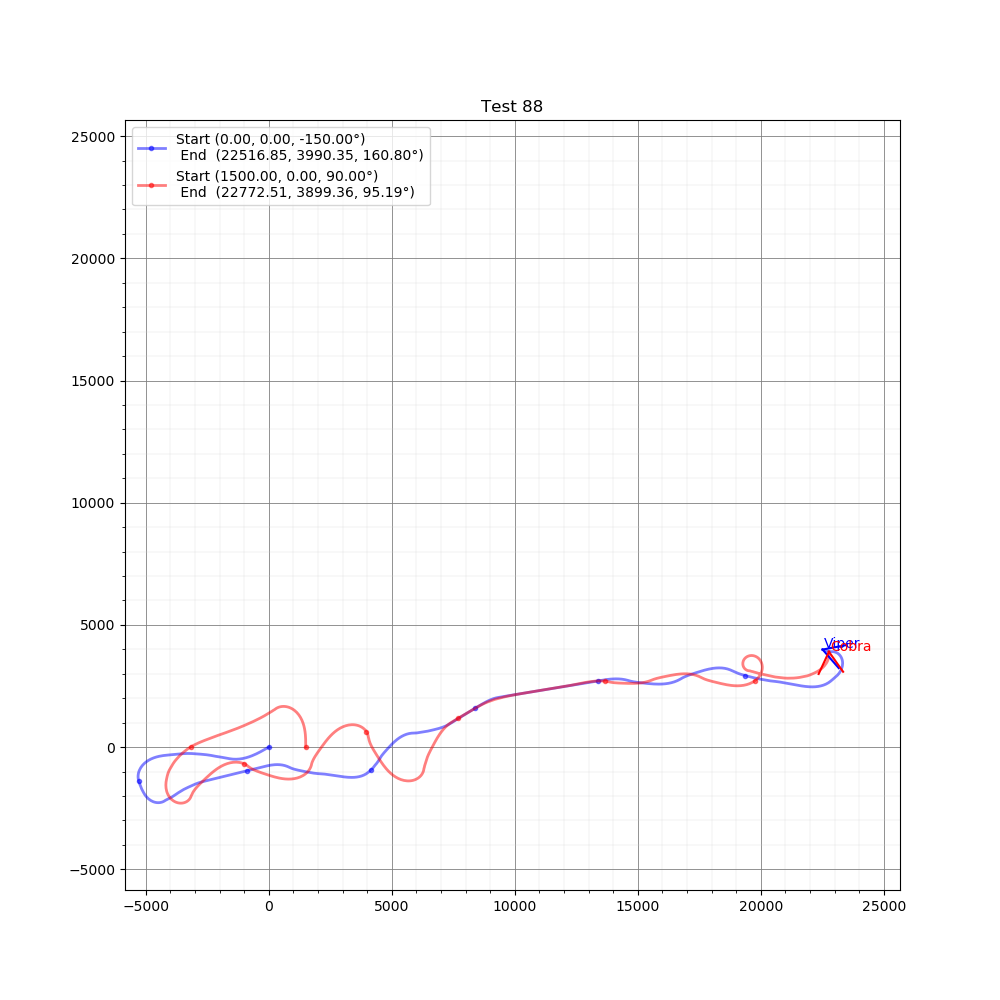 Test 88
Start (0.00, 0.00, -150.00°)
End  (22516.85, 3990.35, 160.80°)
Start (1500.00, 0.00, 90.00°)
End  (22772.51, 3899.36, 95.19°)
25000
20000
15000
10000
5000
0
−5000
Viper
−5000 0 5000 10000 15000 20000 25000